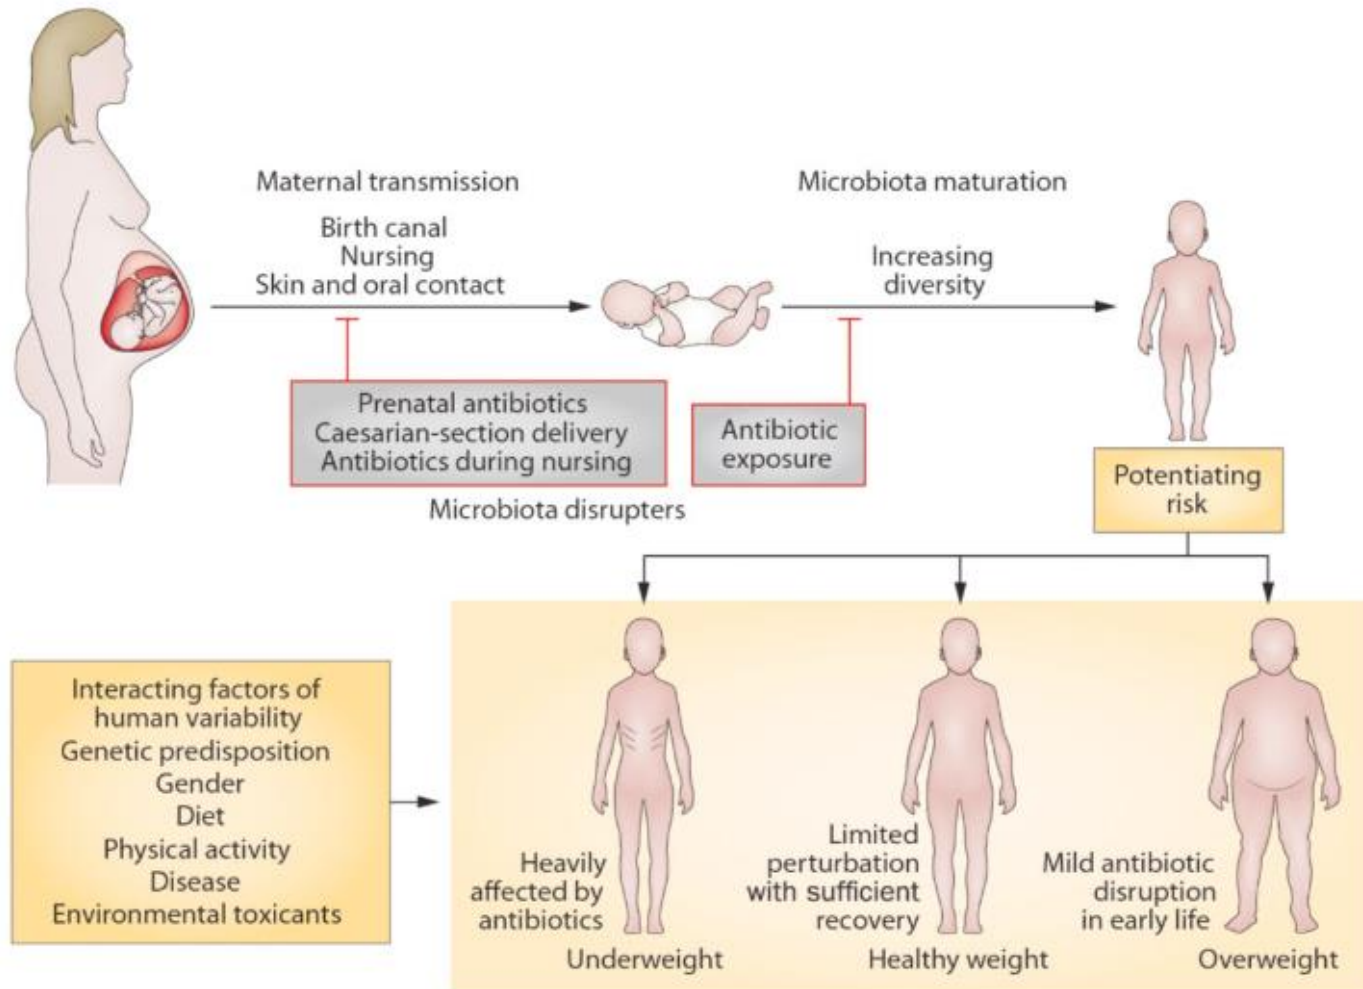 Maternal transmission
Birth canal
Nursing
Skin and oral contact
Microbiota maturation
Increasing
diversity
Prenatal antibiotics
Caesarian-section delivery
Antibiotics during nursing
Antibiotic
exposure
Microbiota disrupters
Potentiating
risk
Interacting factors of
human variability
Genetic predisposition
Gender
Diet
Physical activity
Disease
Environmental toxicants
Heavily
affected by
antibiotics
Underweight
Limited
perturbation
with sufficient
recovery
Healthy weight
Mild antibiotic
disruption
in early life
Overweight